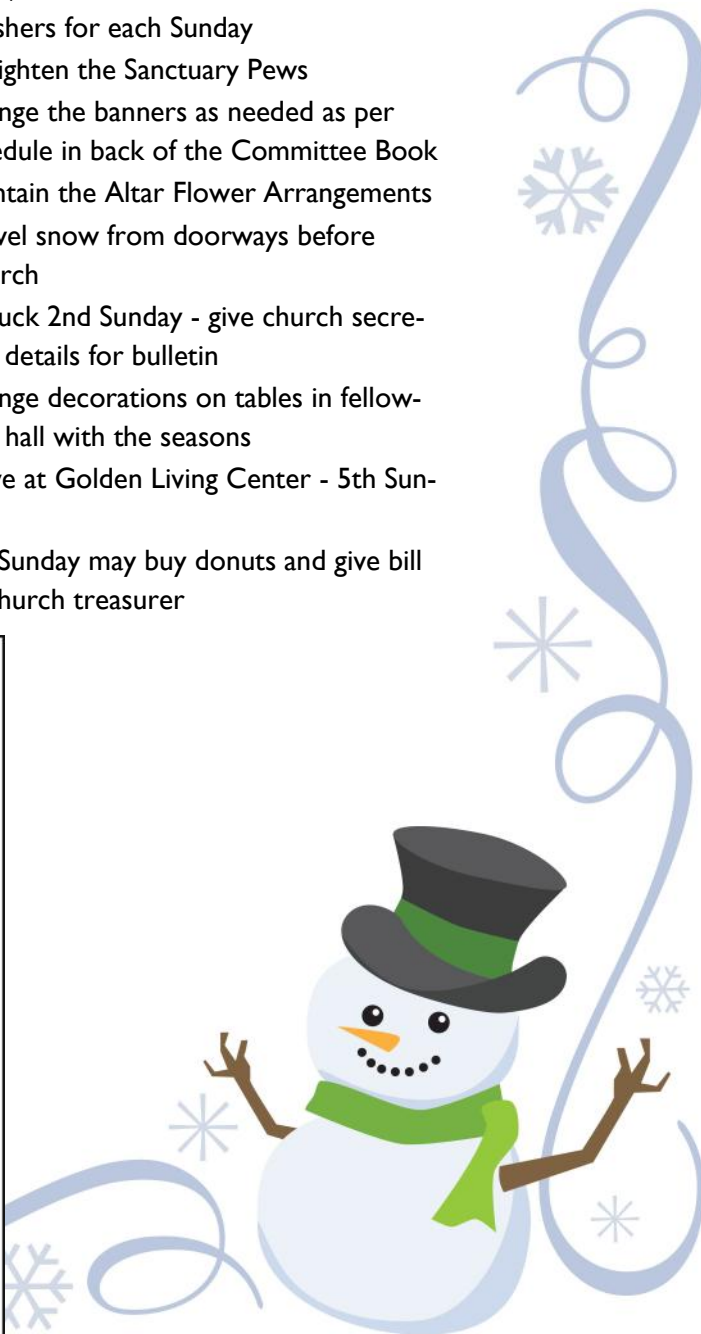 shers for each Sunday
ighten the Sanctuary Pews
nge the banners as needed as per
edule in back of the Committee Book
ntain the Altar Flower Arrangements
vel snow from doorways before
rch
uck 2nd Sunday - give church secre-
details for bulletin
nge decorations on tables in fellow-
hall with the seasons
ve at Golden Living Center - 5th Sun-
Sunday may buy donuts and give bill
hurch treasurer